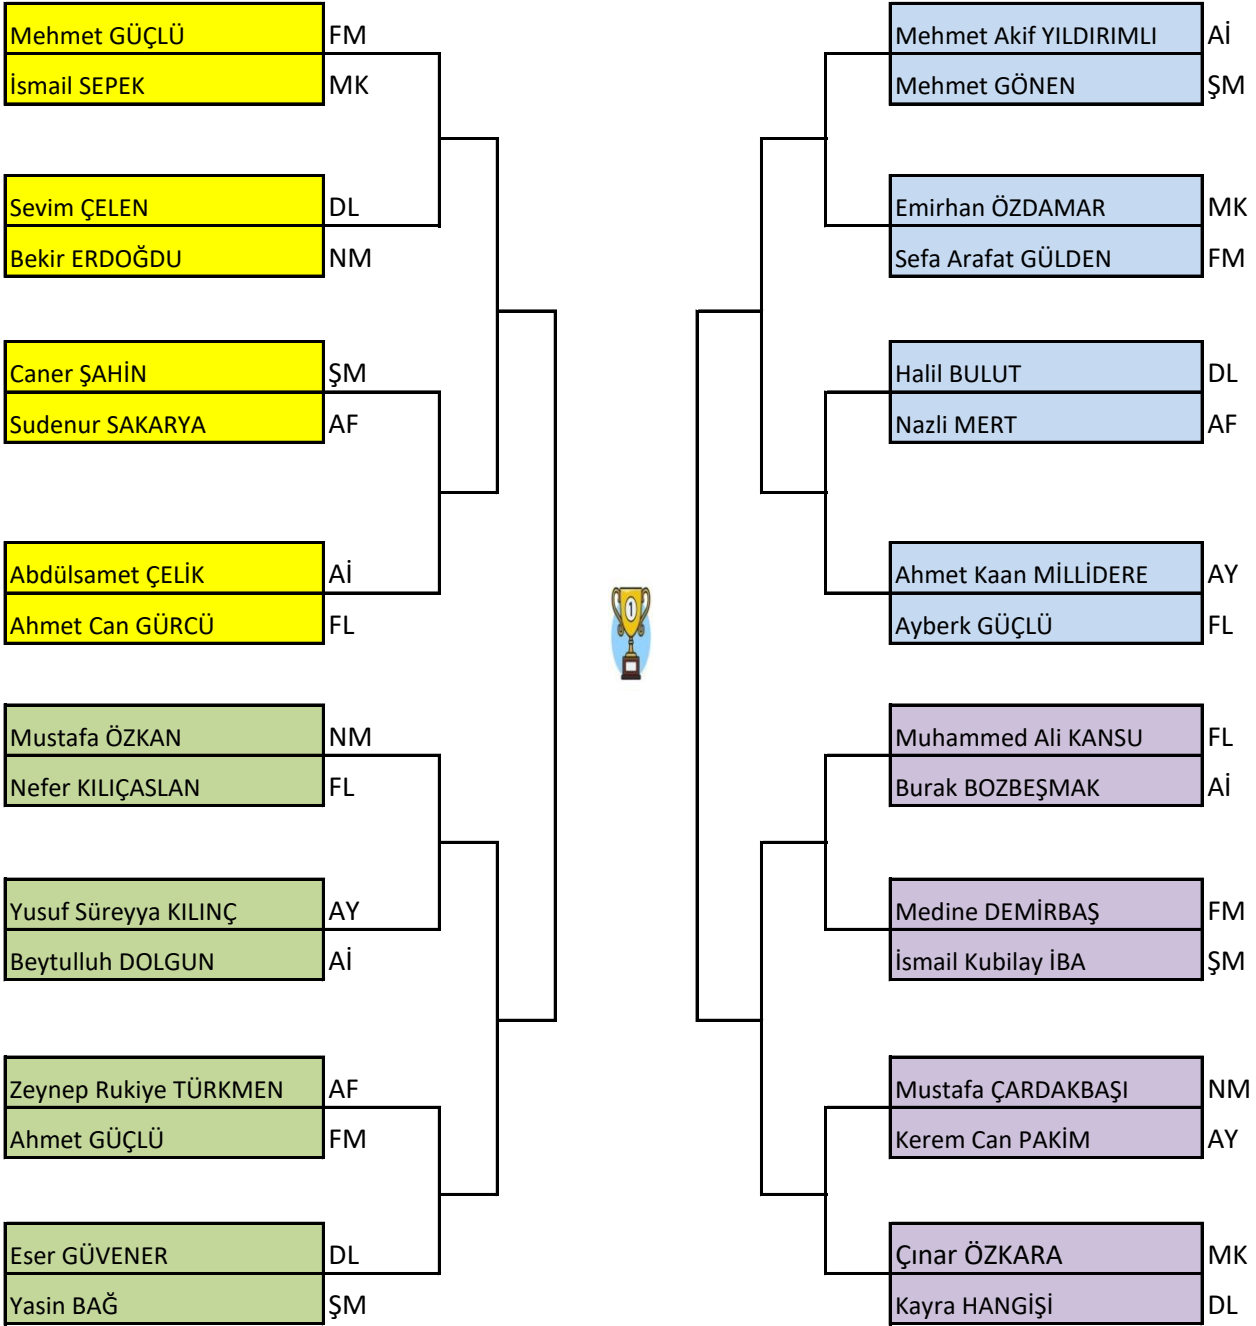 Mehmet GÜÇLÜ FM
İsmail SEPEK MK
Sevim ÇELEN DL
Bekir ERDOĞDU NM
Caner ŞAHİN ŞM
Sudenur SAKARYA AF
Abdülsamet ÇELİK Aİ
Ahmet Can GÜRCÜ FL
Mustafa ÖZKAN NM
Nefer KILIÇASLAN FL
Yusuf Süreyya KILINÇ AY
Beytulluh DOLGUN Aİ
Zeynep Rukiye TÜRKMEN AF
Ahmet GÜÇLÜ FM
Eser GÜVENER DL
Yasin BAĞ ŞM
1
Mehmet Akif YILDIRIMLI Aİ
Mehmet GÖNEN ŞM
Emirhan ÖZDAMAR MK
Sefa Arafat GÜLDEN FM
Halil BULUT DL
Nazli MERT AF
Ahmet Kaan MİLLİDERE AY
Ayberk GÜÇLÜ FL
Muhammed Ali KANSU FL
Burak BOZBEŞMAK Aİ
Medine DEMİRBAŞ FM
İsmail Kubilay İBA ŞM
Mustafa ÇARDAKBAŞI NM
Kerem Can PAKİM AY
Çınar ÖZKARA MK
Kayra HANGİŞİ DL